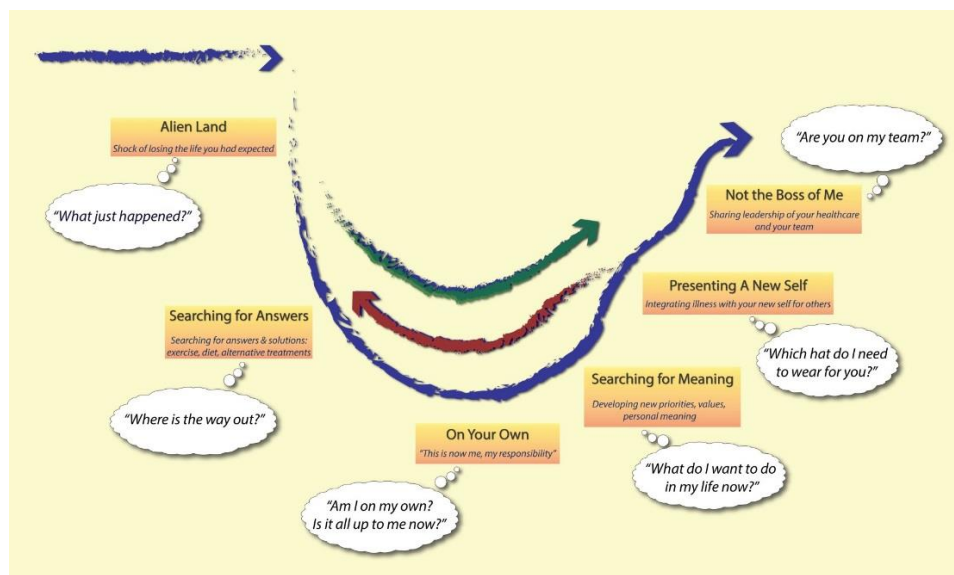 Alien Land
Shock of losing the life you had expected
“What just happened?”
Searching for Answers
Searching for answers & solutions:
exercise, diet, alternative treatments
“Where is the way out?”
On Your Own
“This is now me, my responsibility”
“Am I on my own?
Is it all up to me now?”
Searching for Meaning
Developing new priorities, values,
personal meaning
“What do I want to do
in my life now?”
Presenting A New Self
Integrating illness with your new self for others
“Which hat do I need
to wear for you?”
Not the Boss of Me
Sharing leadership of your healthcare
and your team
“Are you on my team?”